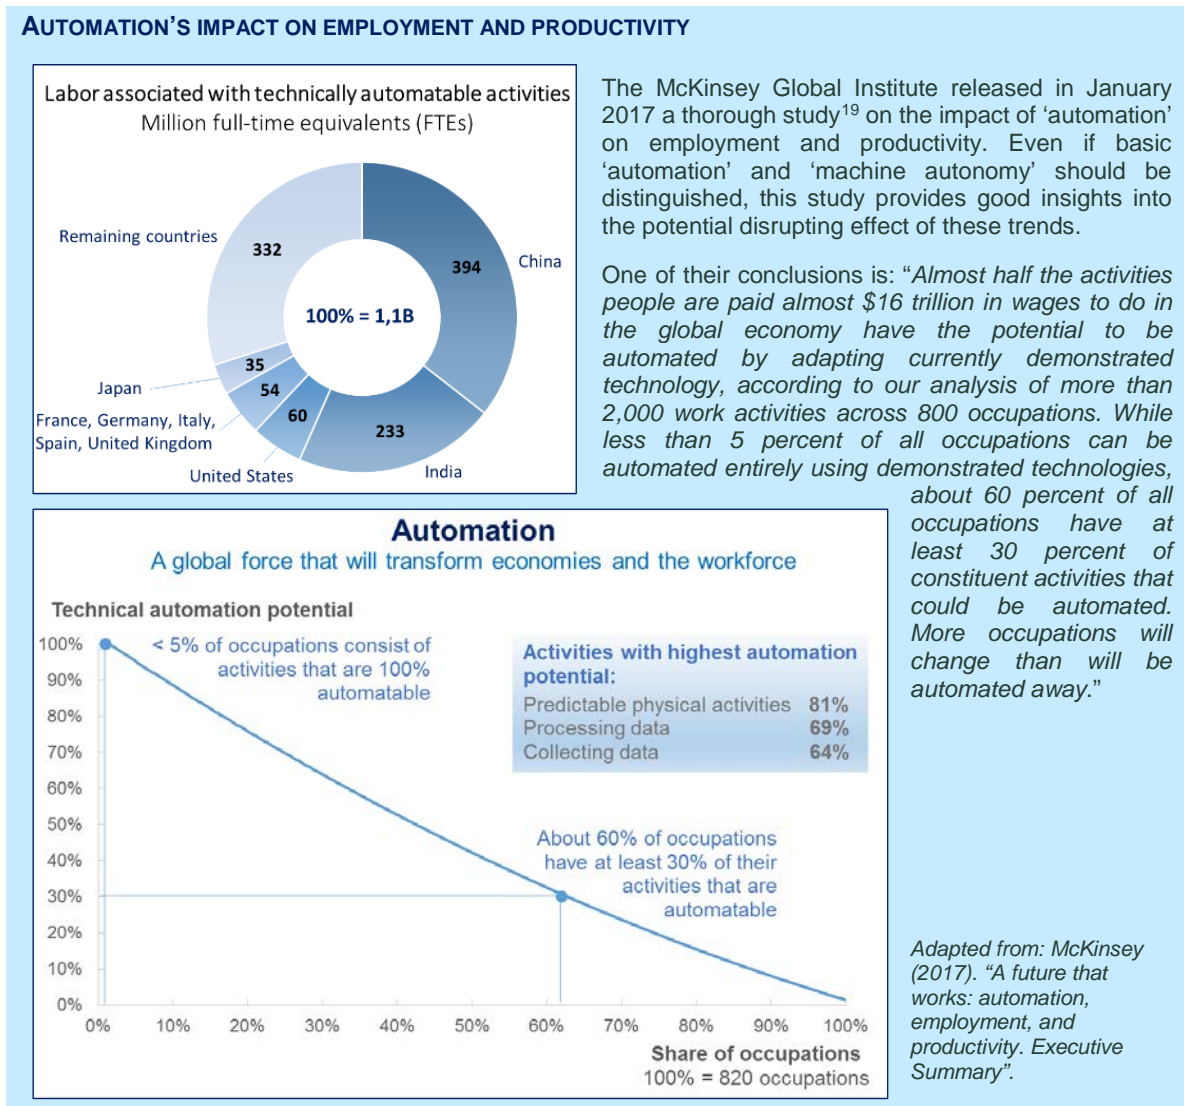 AUTOMATION'S IMPACT ON EMPLOYMENT AND PRODUCTIVITY
Labor associated with technically automatable activities
Million full-time equivalents (FTEs)
Remaining countries
332
394
China
100% = 1,1B
35
Japan
54
France, Germany, Italy,
Spain, United Kingdom
60
United States
233
India
The McKinsey Global Institute released in January
2017 a thorough study19 on the impact of ‘automation’
on employment and productivity. Even if basic
‘automation’ and ‘machine autonomy’ should be
distinguished, this study provides good insights into
the potential disrupting effect of these trends.
One of their conclusions is: “Almost half the activities
people are paid almost $16 trillion in wages to do in
the global economy have the potential to be
automated by adapting currently demonstrated
technology, according to our analysis of more than
2,000 work activities across 800 occupations. While
less than 5 percent of all occupations can be
automated entirely using demonstrated technologies,
about 60 percent of all
occupations have at
least 30 percent of
constituent activities that
could be automated.
More occupations will
change than will be
automated away.”
Automation
A global force that will transform economies and the workforce
Technical automation potential
100%
90%
80%
70%
60%
50%
40%
30%
20%
10%
0%
< 5% of occupations consist of
activities that are 100%
automatable
Activities with highest automation
potential:
Predictable physical activities 81%
Processing data 69%
Collecting data 64%
About 60% of occupations
have at least 30% of their
activities that are
automatable
0% 10% 20% 30% 40% 50% 60% 70% 80% 90% 100%
Share of occupations
100% = 820 occupations
Adapted from: McKinsey
(2017). “A future that
works: automation,
employment, and
productivity. Executive
Summary”.